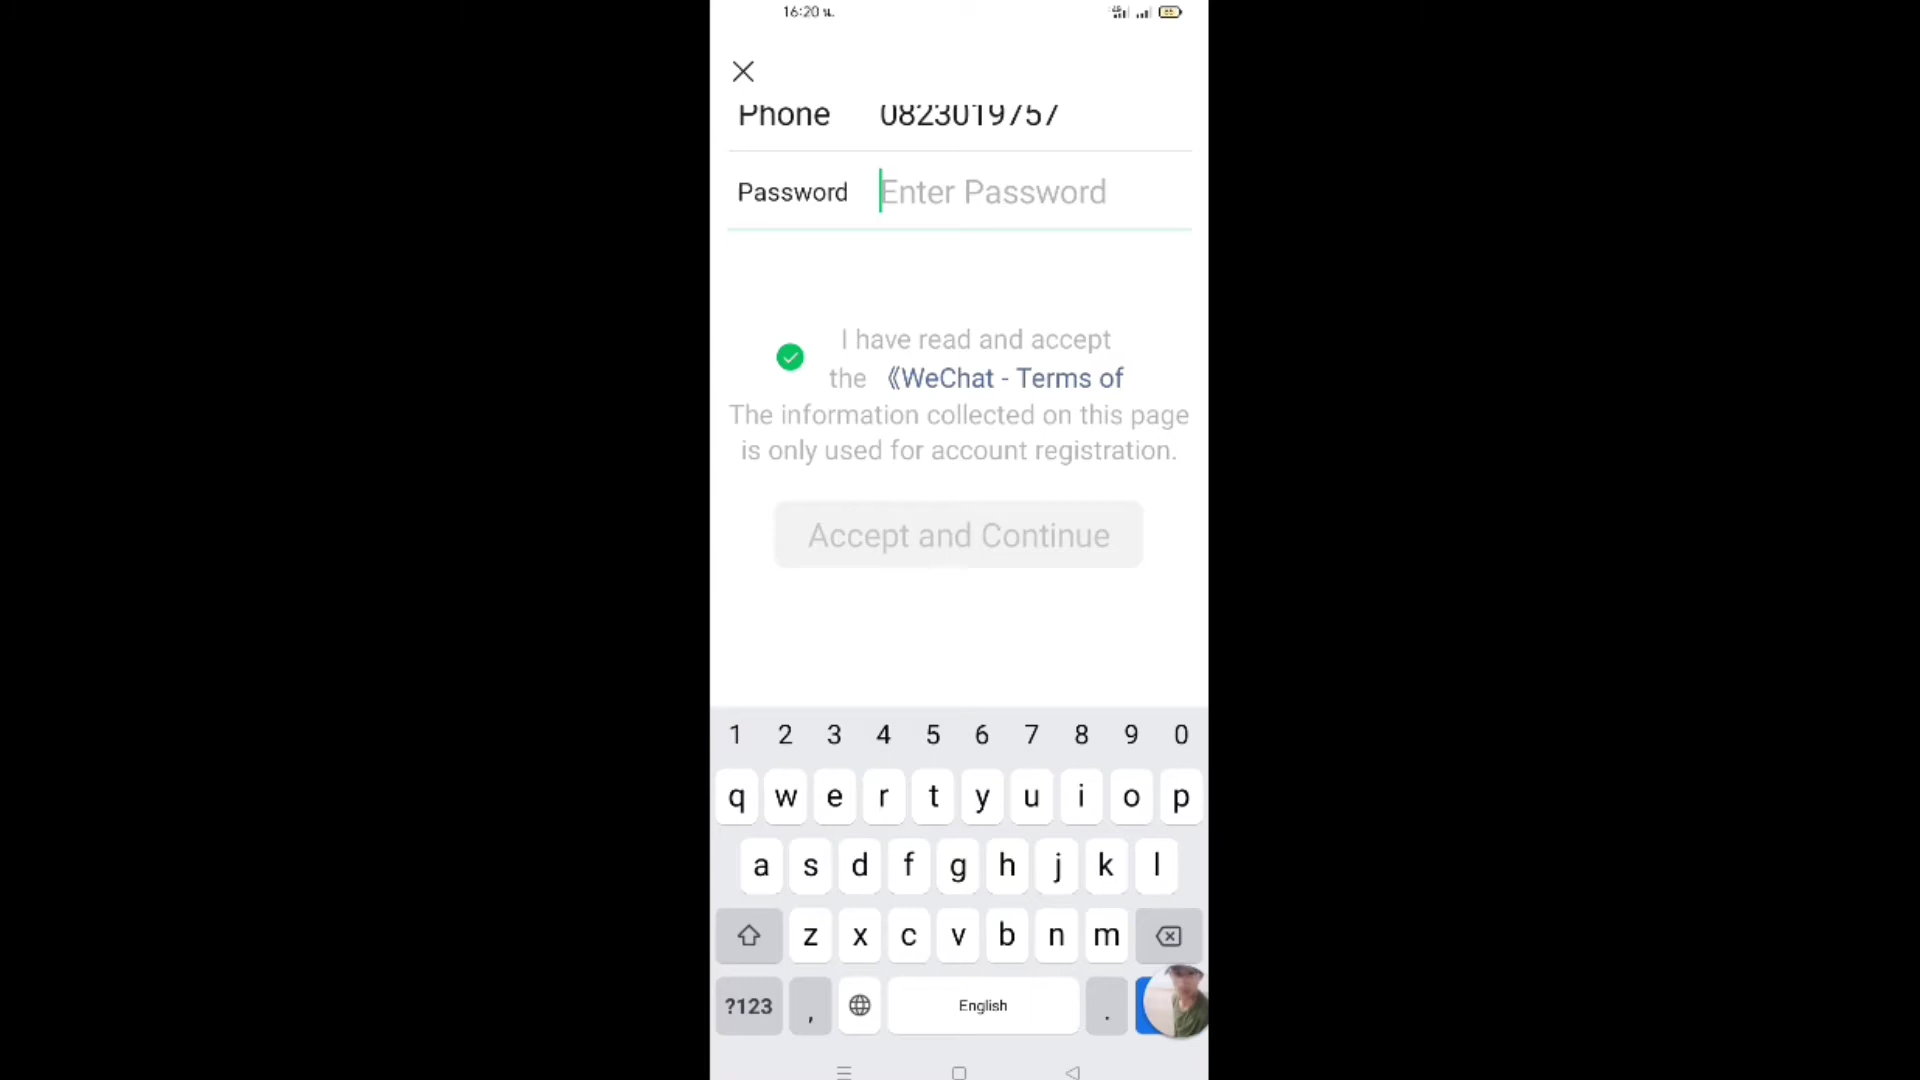 16:20 น.
Phone 0823019757
Password Enter Password
I have read and accept
the 《WeChat - Terms of
The information collected on this page
is only used for account registration.
Accept and Continue
1 2 3 4 5 6 7 8 9 0
q w e r t y u i o p
a s d f g h j k l
z x c v b n m
?123 , English .